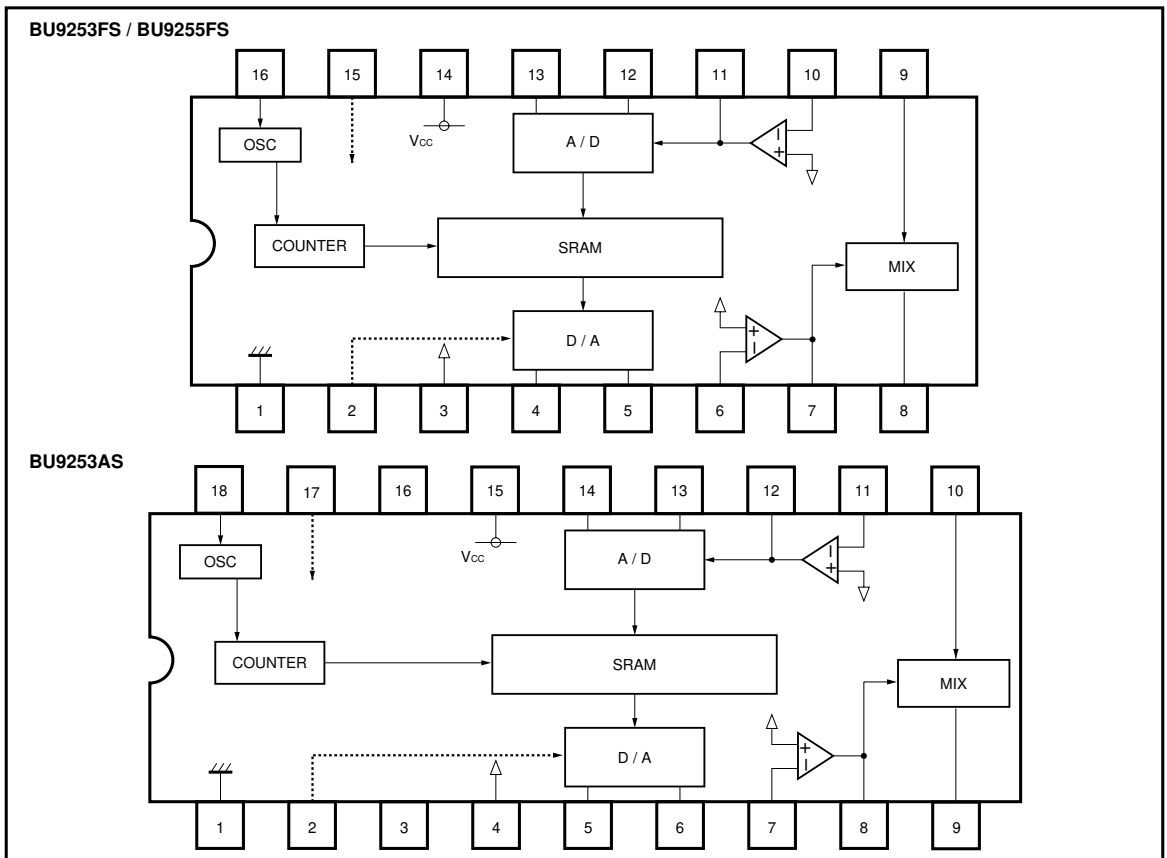 BU9253FS / BU9255FS
16 15 14 13 12 11 10 9
OSC
VCC
A / D
−
+
COUNTER
SRAM
MIX
D / A
+
−
1 2 3 4 5 6 7 8
BU9253AS
18 17 16 15 14 13 12 11 10
OSC
VCC
A / D
−
+
COUNTER
SRAM
MIX
D / A
+
−
1 2 3 4 5 6 7 8 9